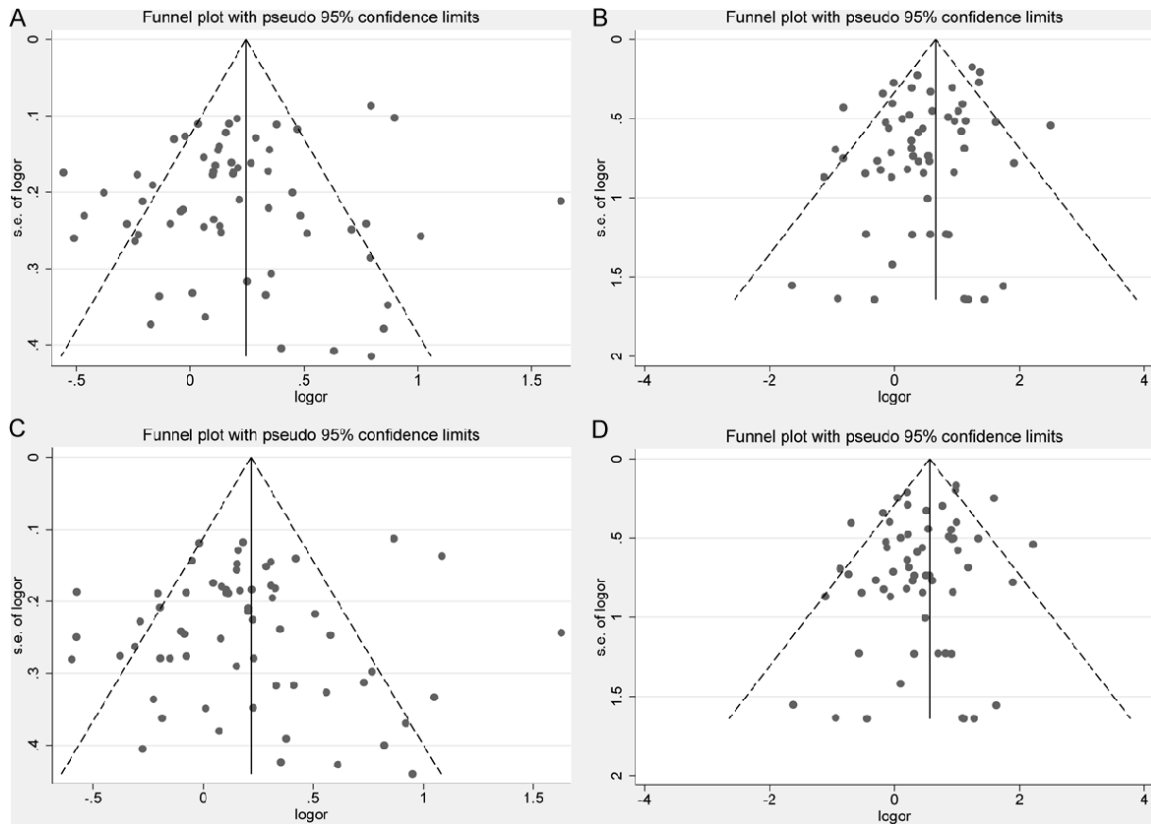 A
Funnel plot with pseudo 95% confidence limits
s.e. of logor
0
.1
.2
.3
.4
-.5
0
.5
1
1.5
logor
B
Funnel plot with pseudo 95% confidence limits
s.e. of logor
0
.5
1
1.5
2
-4
-2
0
2
4
logor
C
Funnel plot with pseudo 95% confidence limits
s.e. of logor
0
.1
.2
.3
.4
-.5
0
.5
1
1.5
logor
D
Funnel plot with pseudo 95% confidence limits
s.e. of logor
0
.5
1
1.5
2
-4
-2
0
2
4
logor